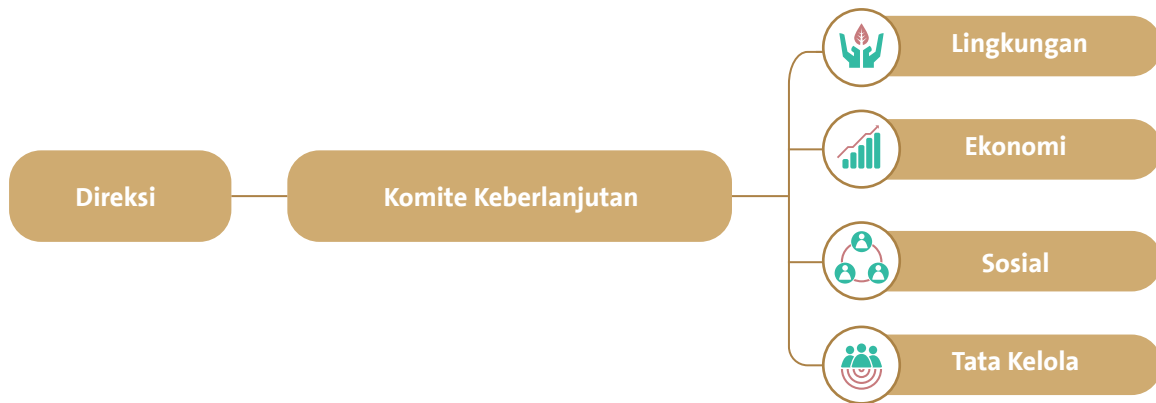 Direksi
Komite Keberlanjutan
Lingkungan
Ekonomi
Sosial
Tata Kelola